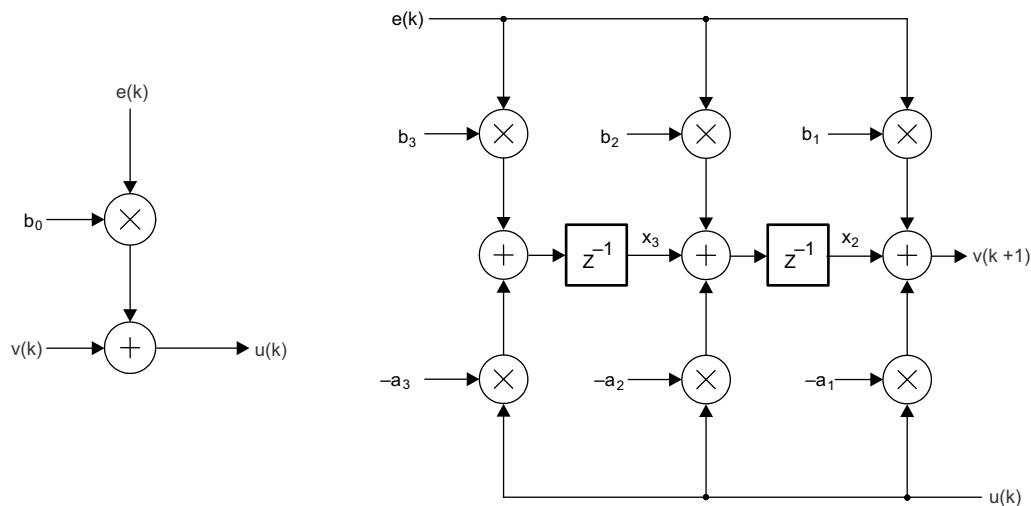 e(k)
b₀
v(k)
u(k)
e(k)
b₃
b₂
b₁
z⁻¹
x₃
z⁻¹
x₂
v(k +1)
–a₃
–a₂
–a₁
u(k)